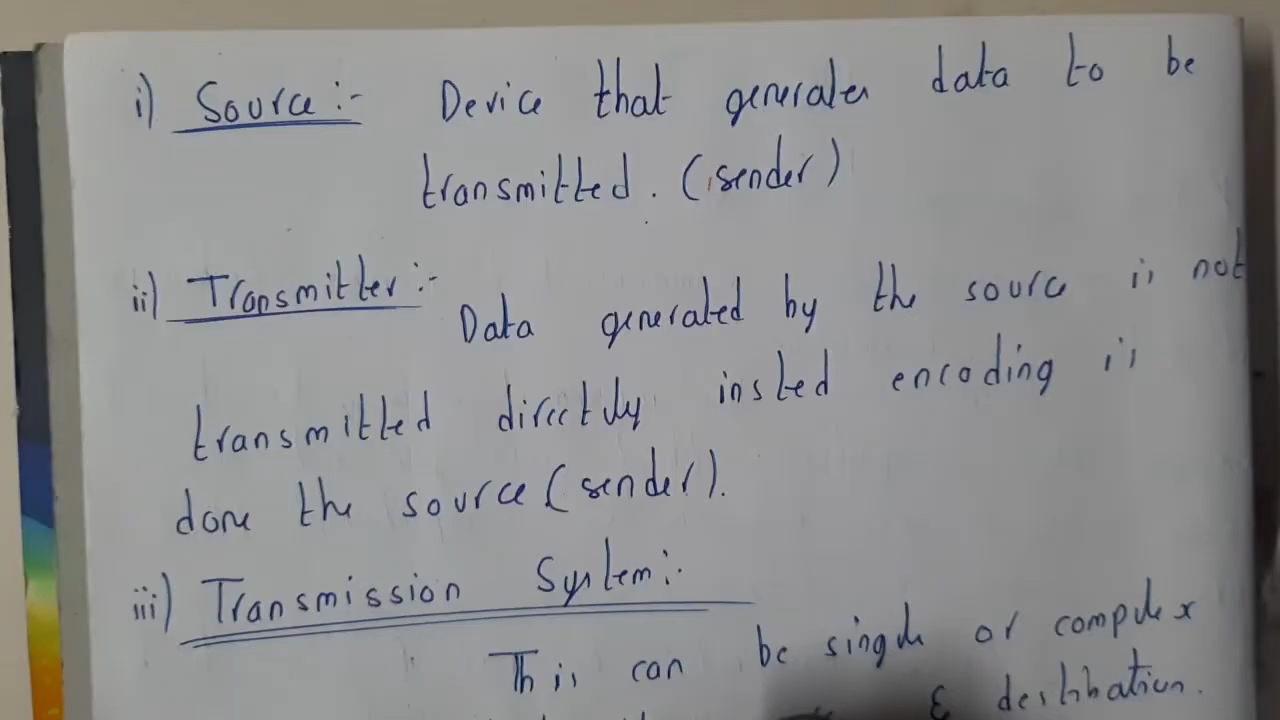 i) Source :- Device that generates data to be
transmitted. (sender)
ii) Transmitter :- Data generated by the source is not
transmitted directly insted encoding is
done the source (sender).
iii) Transmission System :-
This can be single or complex
& destination.